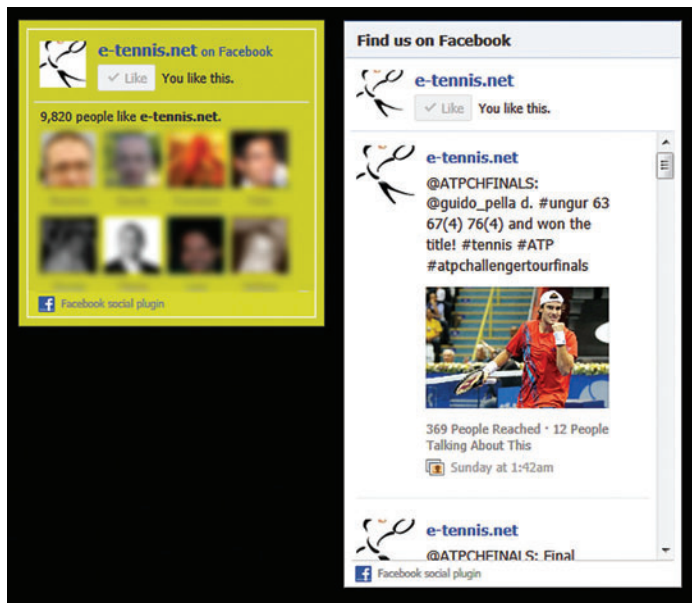 e-tennis.net on Facebook
Like You like this.
9,820 people like e-tennis.net.
Facebook social plugin
Find us on Facebook
e-tennis.net
Like You like this.
e-tennis.net
@ATPCHFINALS:
@guido_pella d. #ungur 63
67(4) 76(4) and won the
title! #tennis #ATP
#atpchallengertourfinals
369 People Reached · 12 People
Talking About This
Sunday at 1:42am
e-tennis.net
@ATPCHFINALS: Final
Facebook social plugin